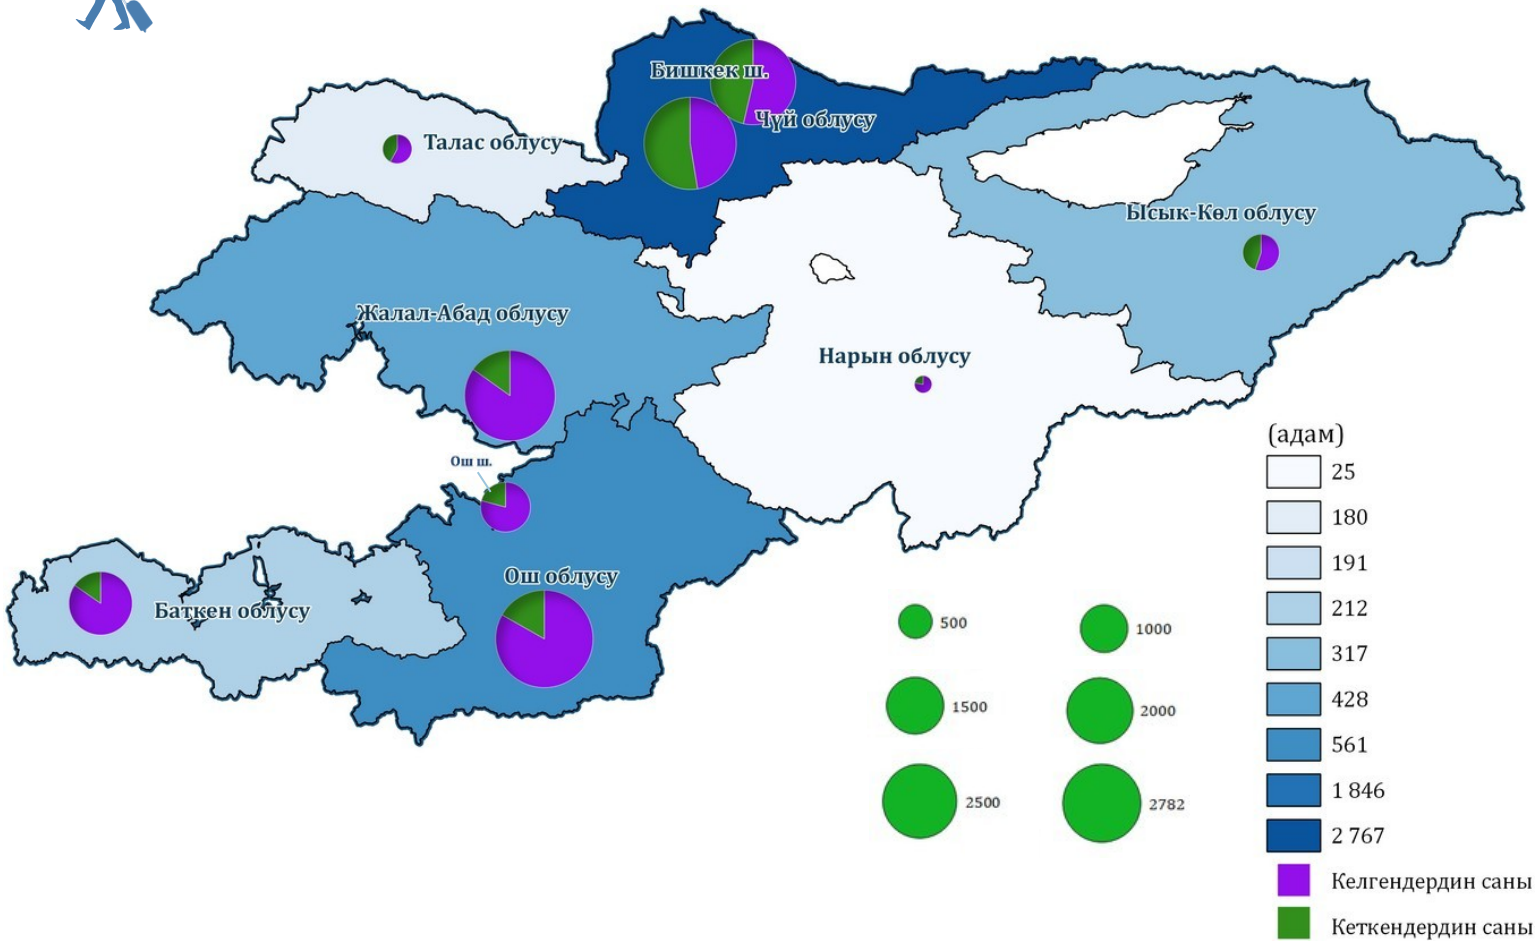 Бишкек ш.
Чүй облусу
Талас облусу
Ысык-Көл облусу
Жалал-Абад облусу
Нарын облусу
Ош ш.
Ош облусу
Баткен облусу
500
1000
1500
2000
2500
2782
(адам)
25
180
191
212
317
428
561
1 846
2 767
Келгендердин саны
Кеткендердин саны